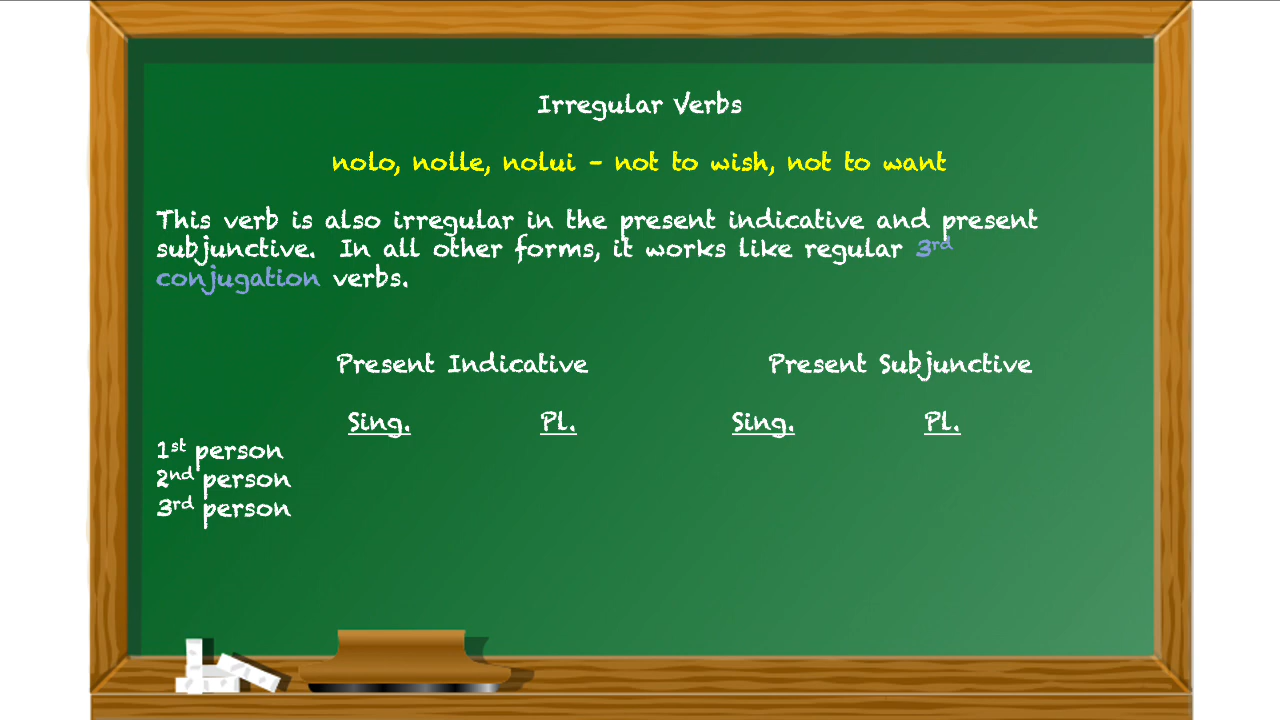 Irregular Verbs
nolo, nolle, nolui – not to wish, not to want
This verb is also irregular in the present indicative and present
subjunctive. In all other forms, it works like regular 3rd
conjugation verbs.
Present Indicative Present Subjunctive
Sing. Pl. Sing. Pl.
1st person
2nd person
3rd person